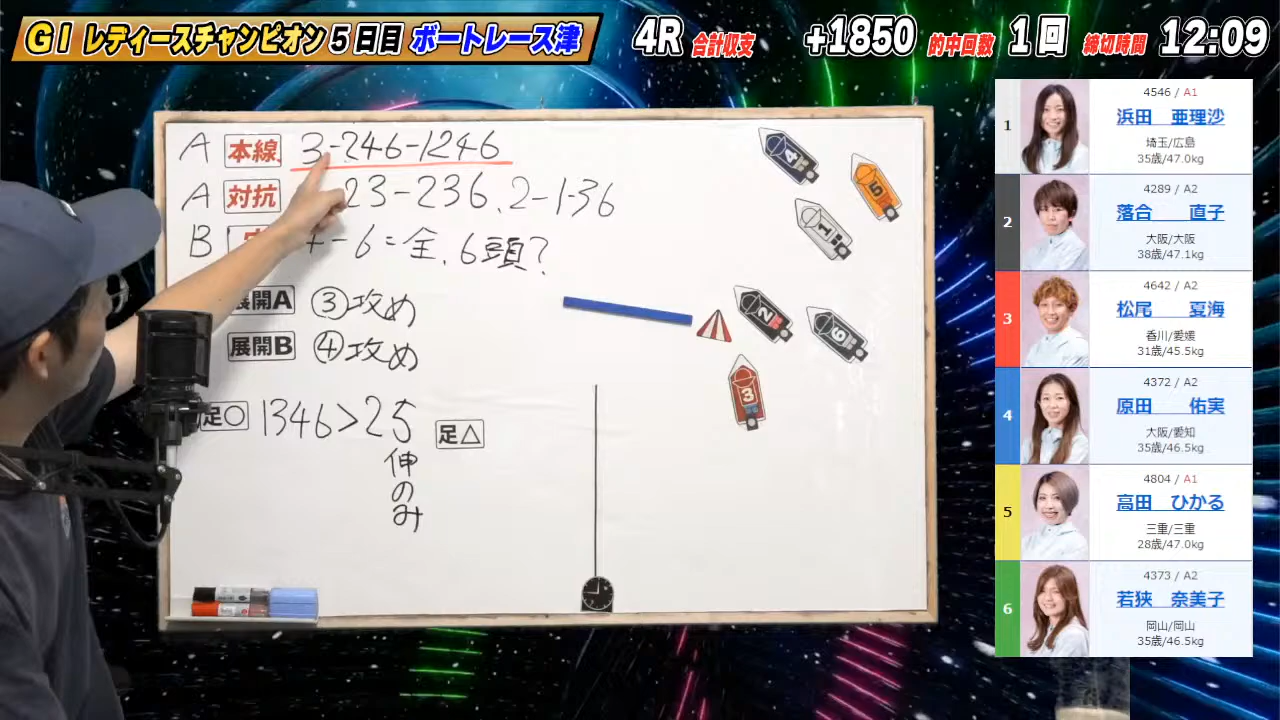 GⅠ レディースチャンピオン5日目 ボートレース津
4R 合計収支 +1850 的中回数 1回 締切時間 12:09
A 本線 3-246-1246
A 対抗 23-236.2-136
B 4-6=全.6頭?
展開A ③攻め
展開B ④攻め
足○ 1346>25 足△
伸のみ
4
5
1
2
6
3
1
4546 / A1
浜田 亜理沙
埼玉/広島
35歳/47.0kg
2
4289 / A2
落合 直子
大阪/大阪
38歳/47.1kg
3
4642 / A2
松尾 夏海
香川/愛媛
31歳/45.5kg
4
4372 / A2
原田 佑実
大阪/愛知
35歳/46.5kg
5
4804 / A1
高田 ひかる
三重/三重
28歳/47.0kg
6
4373 / A2
若狭 奈美子
岡山/岡山
35歳/46.5kg